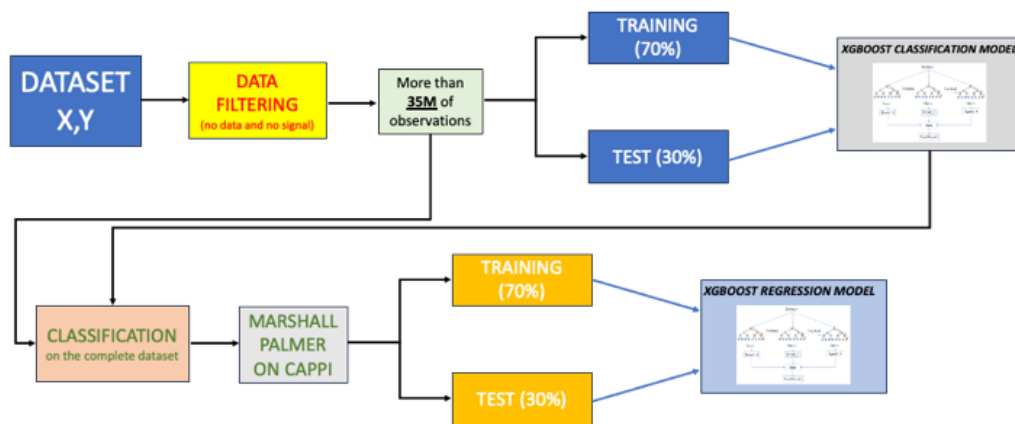 DATASET
X,Y
DATA
FILTERING
(no data and no signal)
More than
35M of
observations
TRAINING
(70%)
TEST (30%)
XGBOOST CLASSIFICATION MODEL
CLASSIFICATION
on the complete dataset
MARSHALL
PALMER
ON CAPPI
TRAINING
(70%)
TEST (30%)
XGBOOST REGRESSION MODEL